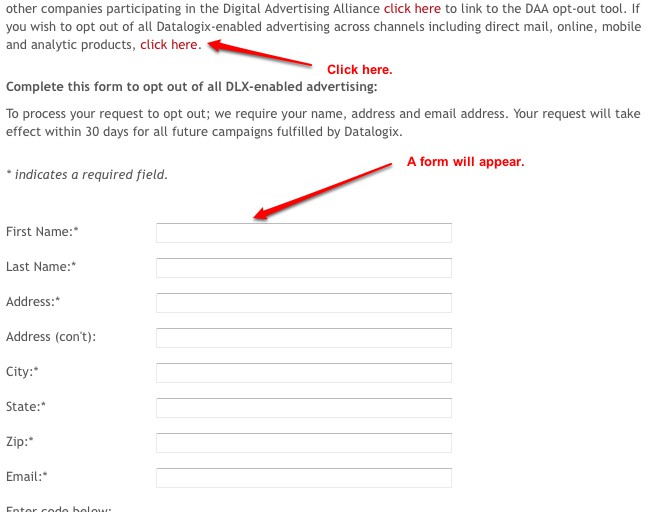 other companies participating in the Digital Advertising Alliance click here to link to the DAA opt-out tool. If
you wish to opt out of all Datalogix-enabled advertising across channels including direct mail, online, mobile
and analytic products, click here.
Click here.
Complete this form to opt out of all DLX-enabled advertising:
To process your request to opt out; we require your name, address and email address. Your request will take
effect within 30 days for all future campaigns fulfilled by Datalogix.
A form will appear.
* indicates a required field.
First Name:*
Last Name:*
Address:*
Address (con't):
City:*
State:*
Zip:*
Email:*
Enter code below: